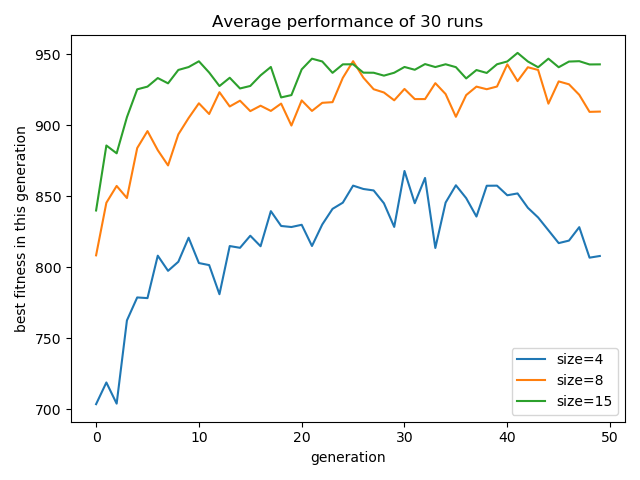 Average performance of 30 runs
best fitness in this generation
950
900
850
800
750
700
0 10 20 30 40 50
generation
size=4
size=8
size=15